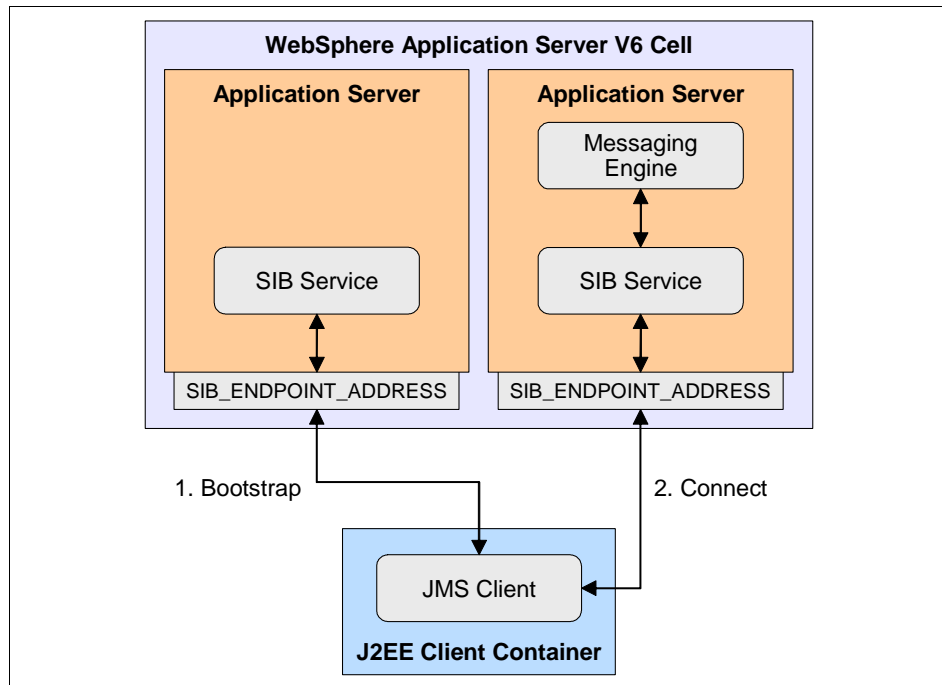 WebSphere Application Server V6 Cell
Application Server
SIB Service
SIB_ENDPOINT_ADDRESS
Application Server
Messaging
Engine
SIB Service
SIB_ENDPOINT_ADDRESS
1. Bootstrap
2. Connect
JMS Client
J2EE Client Container